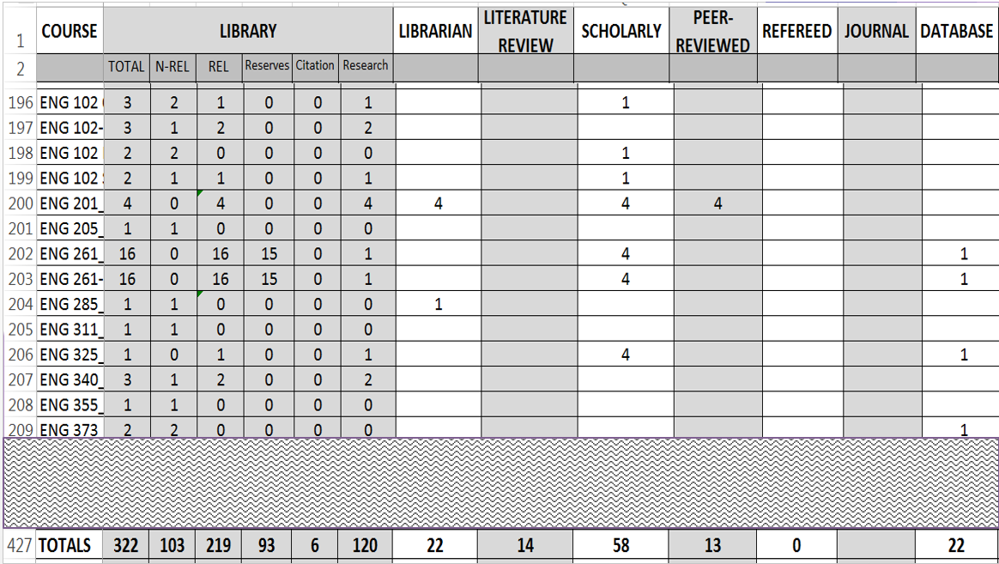 1 COURSE LIBRARY LIBRARIAN LITERATURE REVIEW SCHOLARLY PEER-REVIEWED REFEREED JOURNAL DATABASE
2 TOTAL N-REL REL Reserves Citation Research
196 ENG 102 3 2 1 0 0 1 1
197 ENG 102- 3 1 2 0 0 2
198 ENG 102 2 2 0 0 0 0 1
199 ENG 102 2 1 1 0 0 1 1
200 ENG 201_ 4 0 4 0 0 4 4 4 4
201 ENG 205_ 1 1 0 0 0 0
202 ENG 261_ 16 0 16 15 0 1 4 1
203 ENG 261- 16 0 16 15 0 1 4 1
204 ENG 285_ 1 1 0 0 0 0 1
205 ENG 311_ 1 1 0 0 0 0
206 ENG 325_ 1 0 1 0 0 1 4 1
207 ENG 340_ 3 1 2 0 0 2
208 ENG 355_ 1 1 0 0 0 0
209 ENG 373 2 2 0 0 0 0 1
427 TOTALS 322 103 219 93 6 120 22 14 58 13 0 22